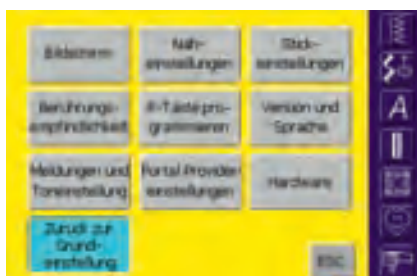 Bildschirm
Näh-
einstellungen
Stick-
einstellungen
Berührungs-
empfindlichkeit
F-Taste pro-
grammieren
Version und
Sprache
Meldungen und
Toneinstellung
Portal Provider
einstellungen
Hardware
Zurück zur
Grund-
einstellung
ESC
A